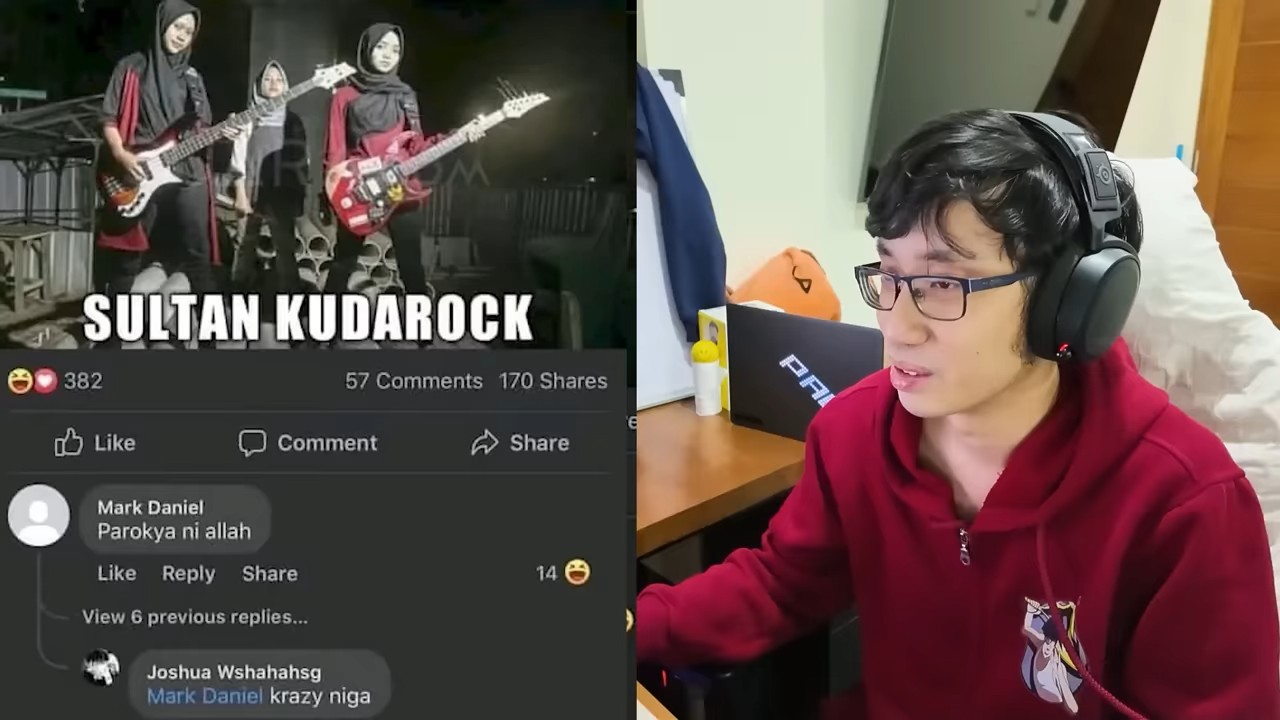 SULTAN KUDAROCK
382
57 Comments 170 Shares
Like Comment Share
Mark Daniel
Parokya ni allah
Like Reply Share
14
View 6 previous replies...
Joshua Wshahahsg
Mark Daniel krazy niga